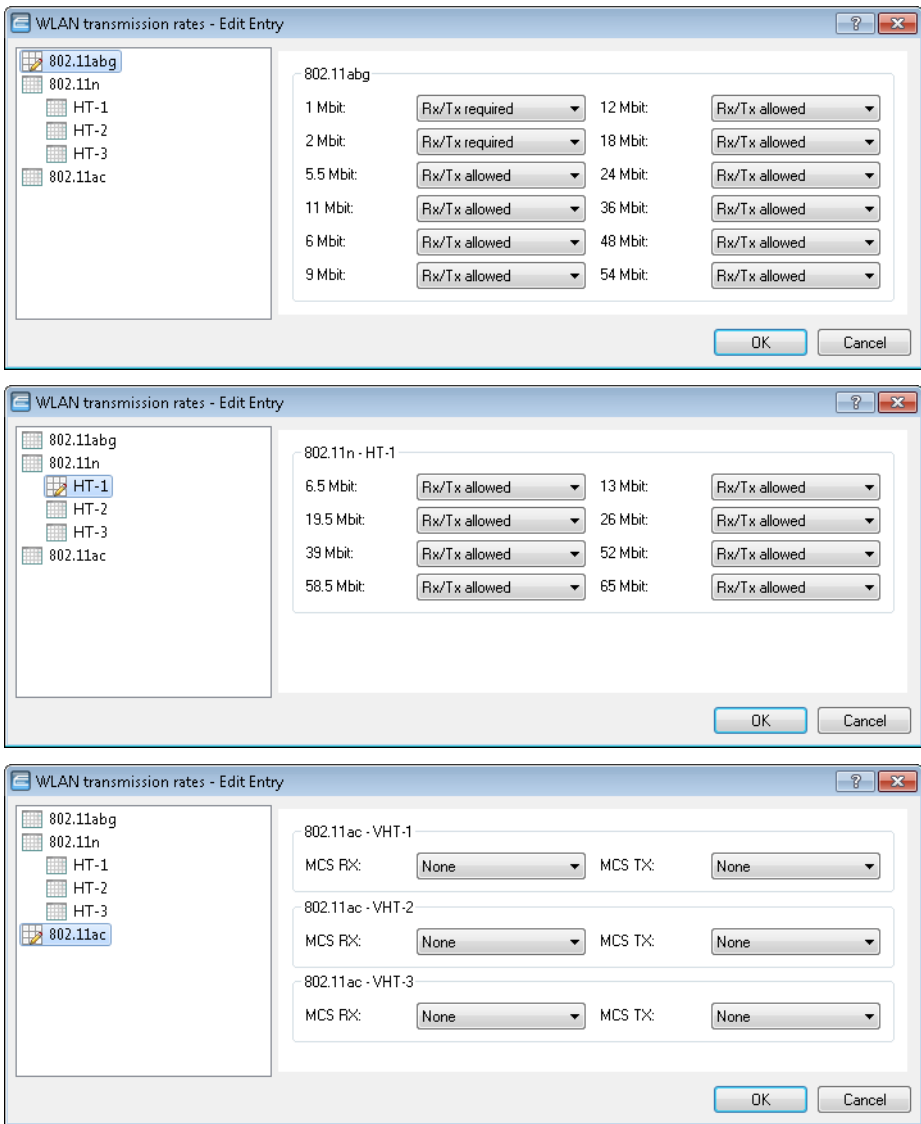 WLAN transmission rates - Edit Entry
802.11abg
802.11n
HT-1
HT-2
HT-3
802.11ac
802.11abg
1 Mbit: Rx/Tx required 12 Mbit: Rx/Tx allowed
2 Mbit: Rx/Tx required 18 Mbit: Rx/Tx allowed
5.5 Mbit: Rx/Tx allowed 24 Mbit: Rx/Tx allowed
11 Mbit: Rx/Tx allowed 36 Mbit: Rx/Tx allowed
6 Mbit: Rx/Tx allowed 48 Mbit: Rx/Tx allowed
9 Mbit: Rx/Tx allowed 54 Mbit: Rx/Tx allowed
OK Cancel
WLAN transmission rates - Edit Entry
802.11abg
802.11n
HT-1
HT-2
HT-3
802.11ac
802.11n - HT-1
6.5 Mbit: Rx/Tx allowed 13 Mbit: Rx/Tx allowed
19.5 Mbit: Rx/Tx allowed 26 Mbit: Rx/Tx allowed
39 Mbit: Rx/Tx allowed 52 Mbit: Rx/Tx allowed
58.5 Mbit: Rx/Tx allowed 65 Mbit: Rx/Tx allowed
OK Cancel
WLAN transmission rates - Edit Entry
802.11abg
802.11n
HT-1
HT-2
HT-3
802.11ac
802.11ac - VHT-1
MCS RX: None MCS TX: None
802.11ac - VHT-2
MCS RX: None MCS TX: None
802.11ac - VHT-3
MCS RX: None MCS TX: None
OK Cancel